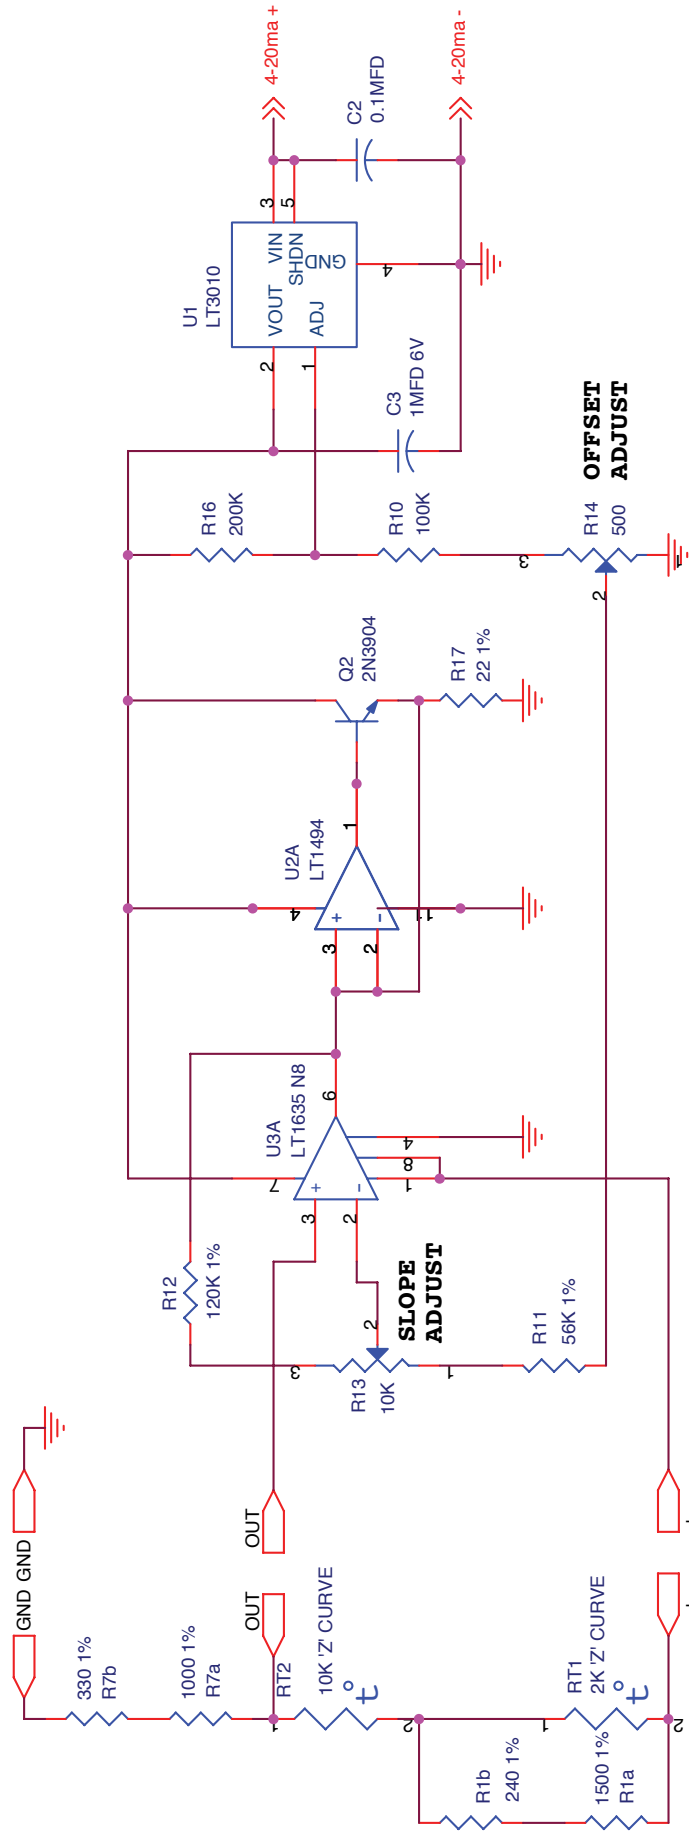 GND GND
330 1%
R7b
1000 1%
R7a
OUT
OUT
RT2
1
10K 'Z' CURVE
t
2
R1b
240 1%
1500 1%
R1a
RT1
2K 'Z' CURVE
1
t
2
R12
120K 1%
R13
10K
3
2
1
SLOPE
ADJUST
R11
56K 1%
U3A
LT1635 N8
3
2
7
6
1
8
4
+
-
U2A
LT1494
3
2
4
11
1
+
-
Q2
2N3904
R17
22 1%
R16
200K
R10
100K
R14
500
3
2
1
OFFSET
ADJUST
C3
1MFD 6V
U1
LT3010
2
1
3
5
4
VOUT
VIN
SHDN
ADJ
GND
C2
0.1MFD
4-20ma +
4-20ma -